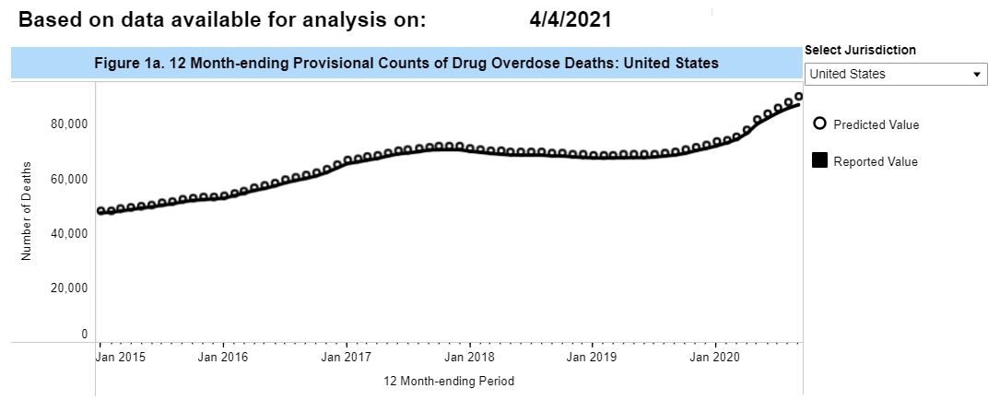 Based on data available for analysis on: 4/4/2021
Select Jurisdiction
Figure 1a. 12 Month-ending Provisional Counts of Drug Overdose Deaths: United States
United States
80,000
60,000
40,000
20,000
0
Number of Deaths
Predicted Value
Reported Value
Jan 2015 Jan 2016 Jan 2017 Jan 2018 Jan 2019 Jan 2020
12 Month-ending Period